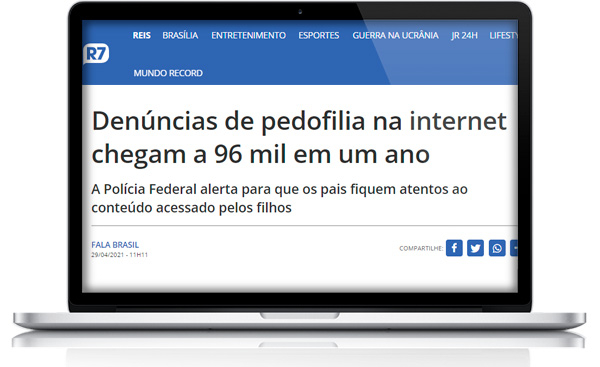 R7
REIS BRASÍLIA ENTRETENIMENTO ESPORTES GUERRA NA UCRÂNIA JR 24H LIFESTY
MUNDO RECORD
Denúncias de pedofilia na internet
chegam a 96 mil em um ano
A Polícia Federal alerta para que os pais fiquem atentos ao
conteúdo acessado pelos filhos
FALA BRASIL
29/04/2021 - 11H11
COMPARTILHE: